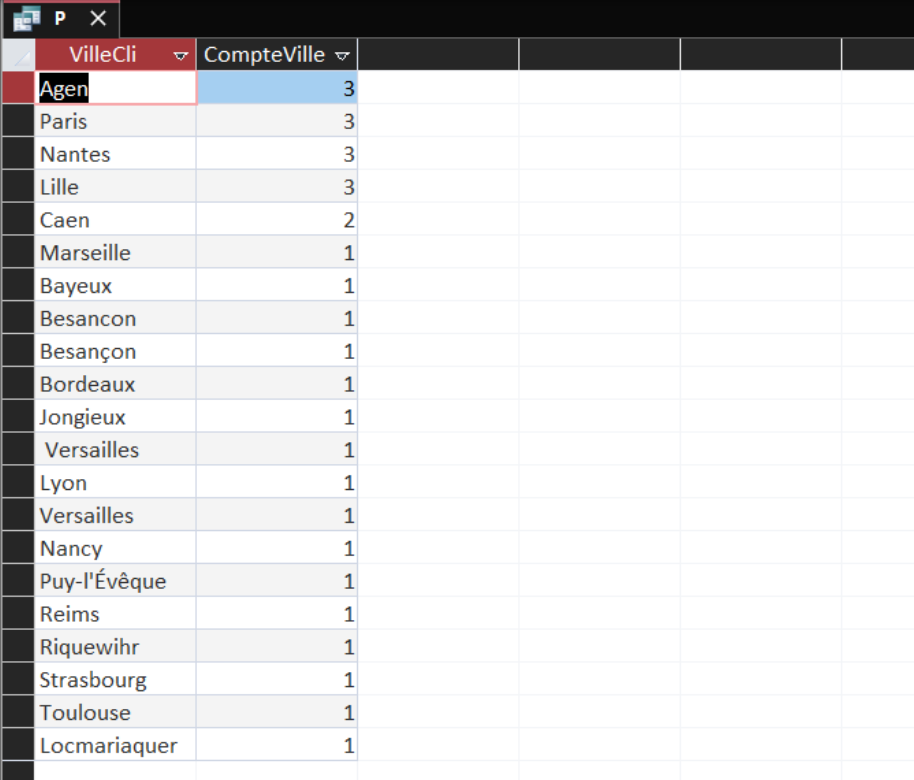 P
VilleCli CompteVille
Agen 3
Paris 3
Nantes 3
Lille 3
Caen 2
Marseille 1
Bayeux 1
Besancon 1
Besançon 1
Bordeaux 1
Jongieux 1
Versailles 1
Lyon 1
Versailles 1
Nancy 1
Puy-l'Évêque 1
Reims 1
Riquewihr 1
Strasbourg 1
Toulouse 1
Locmariaquer 1